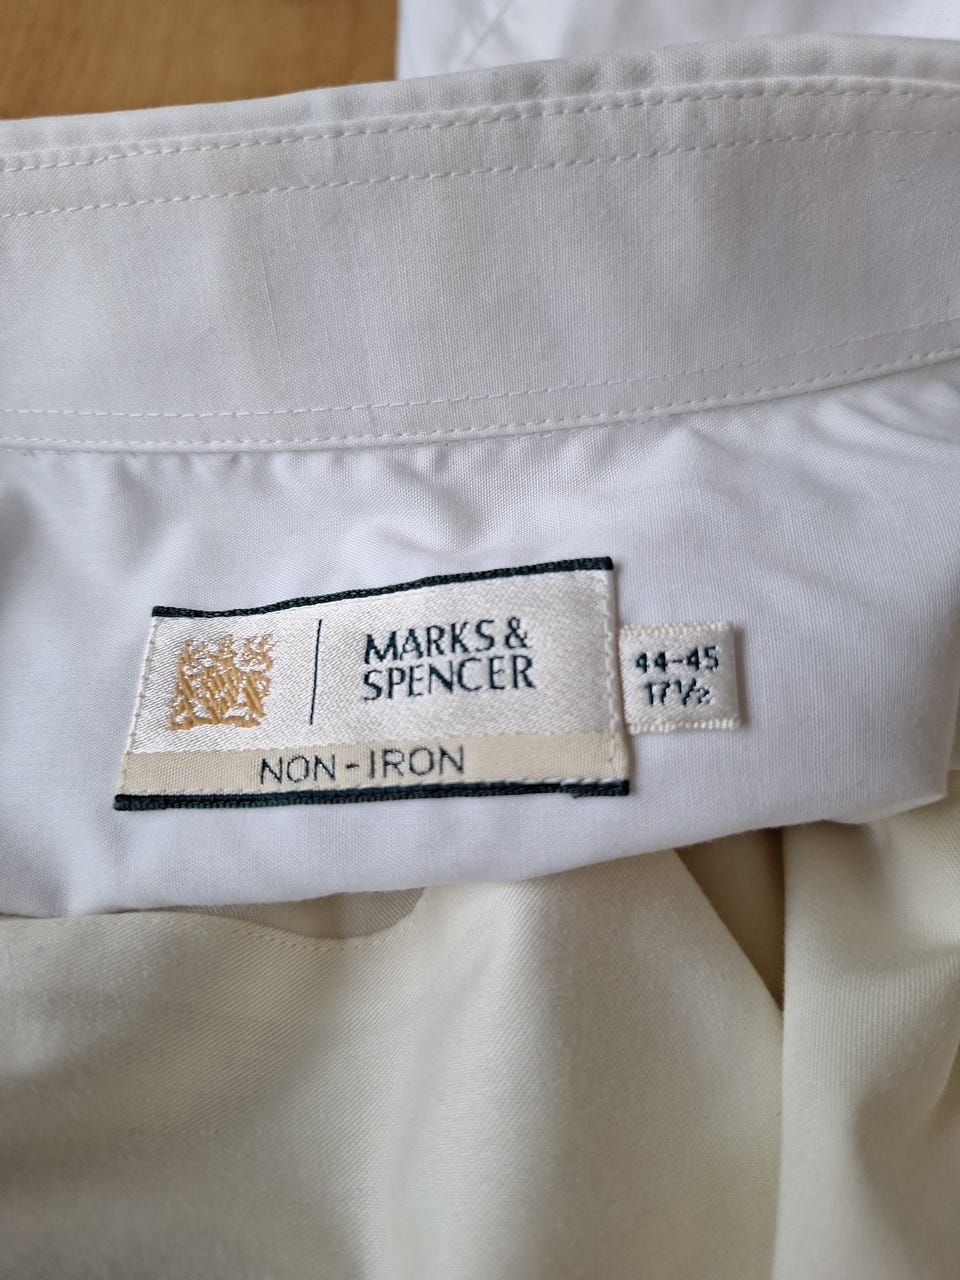 MARKS &
SPENCER
NON-IRON
44-45
17½